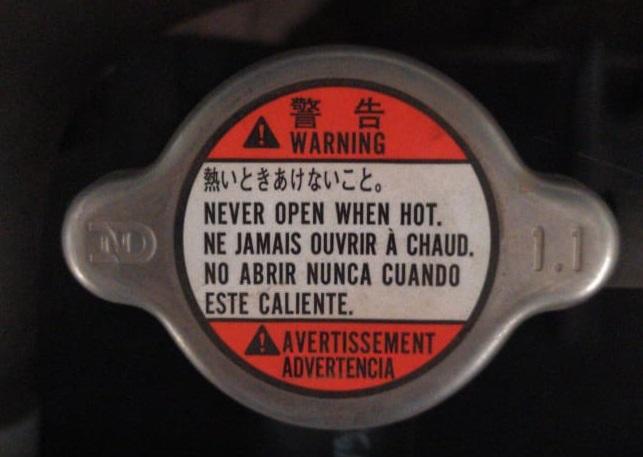 警告
WARNING
熱いときあけないこと。
NEVER OPEN WHEN HOT.
NE JAMAIS OUVRIR À CHAUD.
NO ABRIR NUNCA CUANDO
ESTE CALIENTE.
AVERTISSEMENT
ADVERTENCIA
ND
1.1